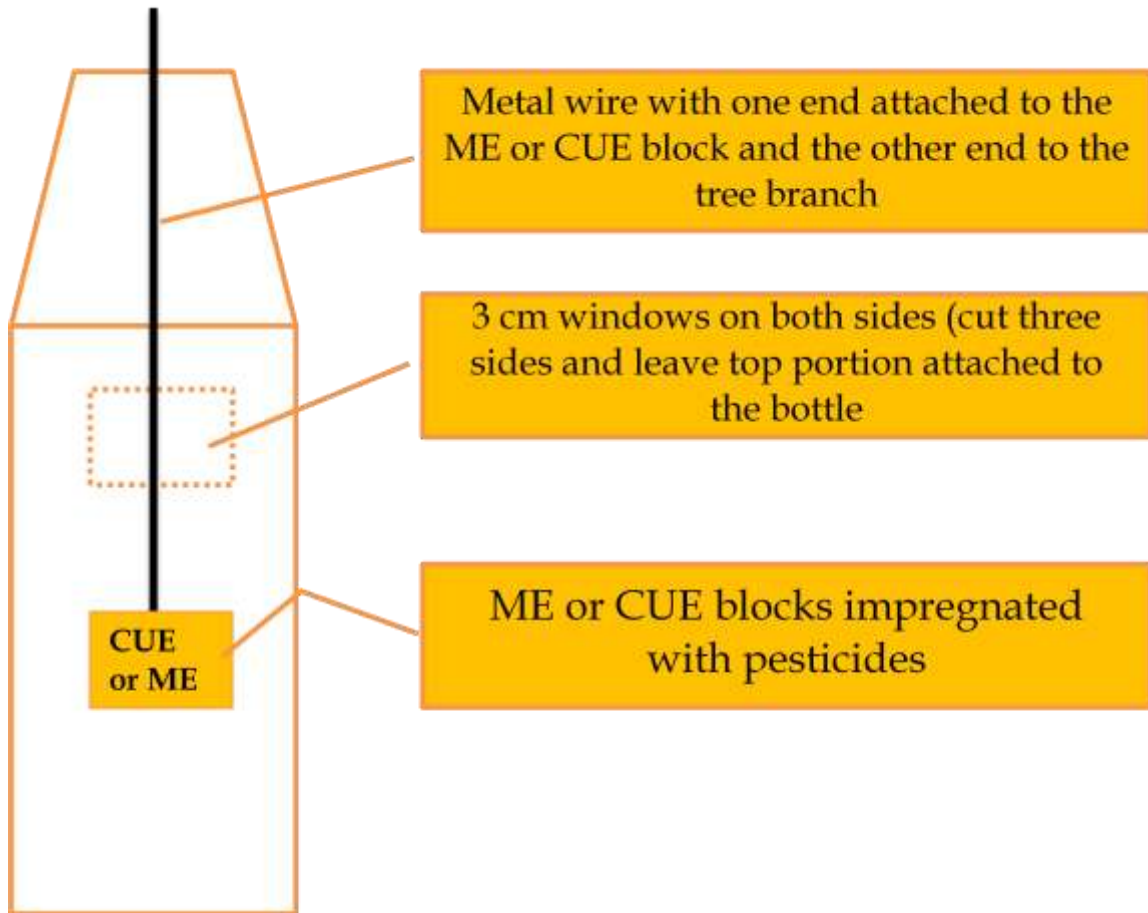 Metal wire with one end attached to the
ME or CUE block and the other end to the
tree branch
3 cm windows on both sides (cut three
sides and leave top portion attached to
the bottle
ME or CUE blocks impregnated
with pesticides
CUE
or ME